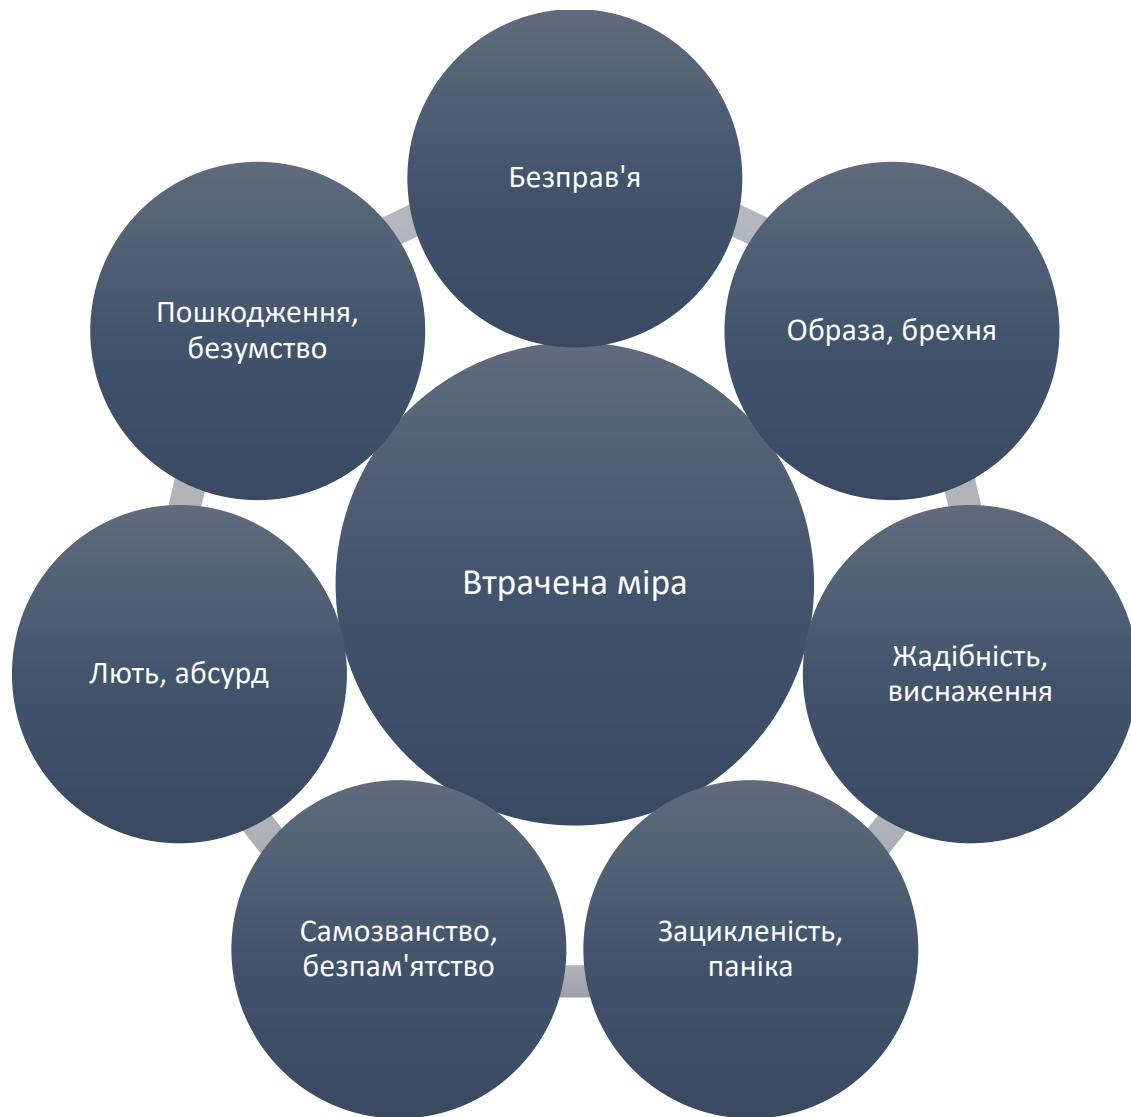 Безправ'я
Образа, брехня
Жадібність,
виснаження
Зацикленість,
паніка
Самозванство,
безпам'ятство
Лють, абсурд
Пошкодження,
безумство
Втрачена міра